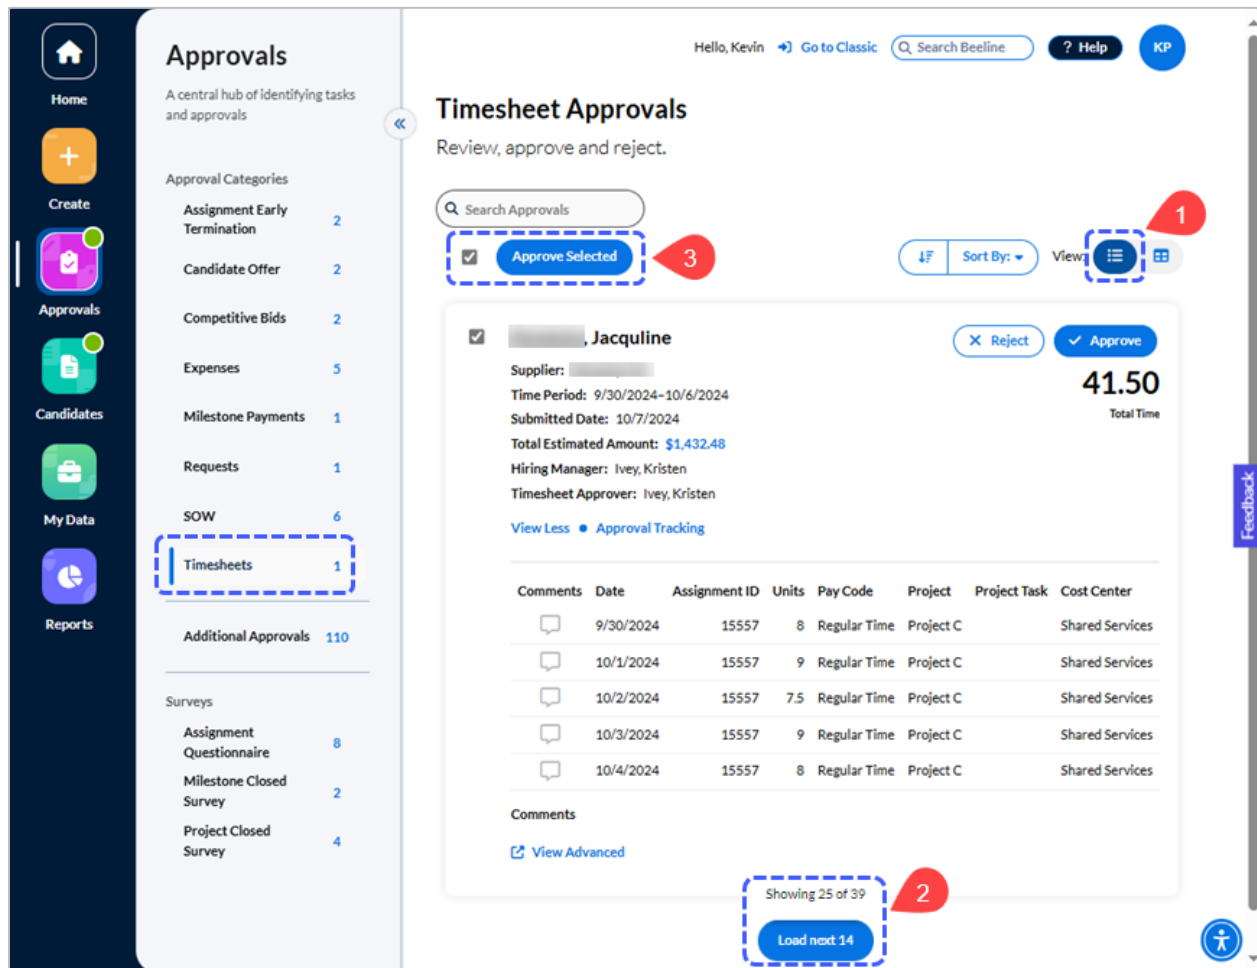 Home
Create
Approvals
Candidates
My Data
Reports
Approvals
A central hub of identifying tasks
and approvals
Approval Categories
Assignment Early
Termination 2
Candidate Offer 2
Competitive Bids 2
Expenses 5
Milestone Payments 1
Requests 1
SOW 6
Timesheets 1
Additional Approvals 110
Surveys
Assignment
Questionnaire 8
Milestone Closed
Survey 2
Project Closed
Survey 4
Hello, Kevin Go to Classic Search Beeline ? Help KP
Timesheet Approvals
Review, approve and reject.
Search Approvals
1
Approve Selected 3 Sort By: View:
, Jacquline Reject Approve
Supplier:
41.50
Time Period: 9/30/2024–10/6/2024
Total Time
Submitted Date: 10/7/2024
Total Estimated Amount: $1,432.48
Hiring Manager: Ivey, Kristen
Timesheet Approver: Ivey, Kristen
View Less • Approval Tracking
Comments Date Assignment ID Units Pay Code Project Project Task Cost Center
9/30/2024 15557 8 Regular Time Project C Shared Services
10/1/2024 15557 9 Regular Time Project C Shared Services
10/2/2024 15557 7.5 Regular Time Project C Shared Services
10/3/2024 15557 9 Regular Time Project C Shared Services
10/4/2024 15557 8 Regular Time Project C Shared Services
Comments
View Advanced
Showing 25 of 39 2
Load next 14
Feedback